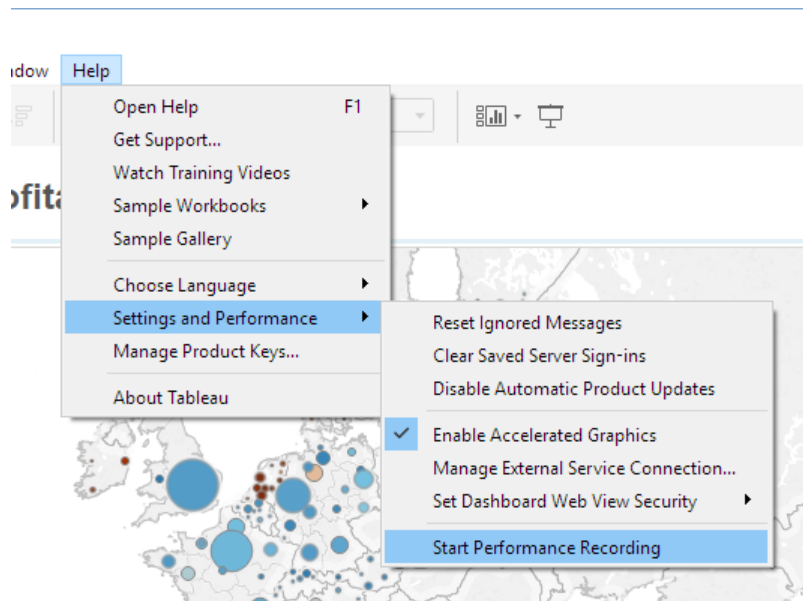 Help
Open Help F1
Get Support...
Watch Training Videos
Sample Workbooks
Sample Gallery
Choose Language
Settings and Performance
Manage Product Keys...
About Tableau
Reset Ignored Messages
Clear Saved Server Sign-ins
Disable Automatic Product Updates
Enable Accelerated Graphics
Manage External Service Connection...
Set Dashboard Web View Security
Start Performance Recording